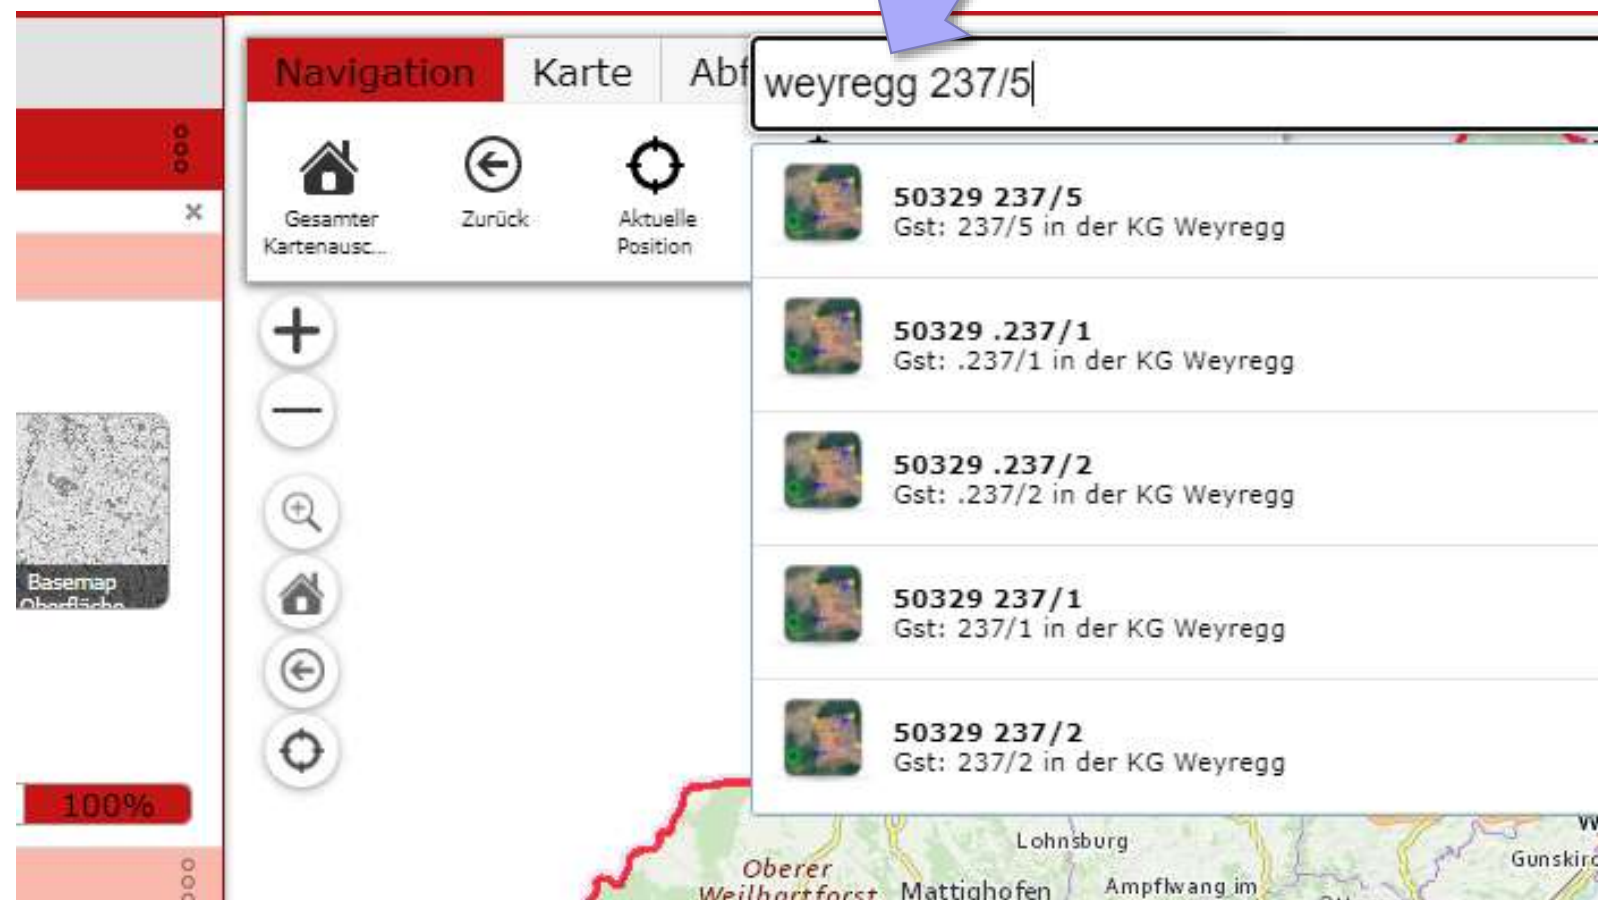 Navigation
Karte
Abf
weyregg 237/5
Gesamter
Kartenausc...
Zurück
Aktuelle
Position
50329 237/5
Gst: 237/5 in der KG Weyregg
50329 .237/1
Gst: .237/1 in der KG Weyregg
50329 .237/2
Gst: .237/2 in der KG Weyregg
50329 237/1
Gst: 237/1 in der KG Weyregg
50329 237/2
Gst: 237/2 in der KG Weyregg
Basemap
Oberfläche
100%
Lohnsburg
Oberer
Weilhartforst
Mattighofen
Ampflwang im
Gunskirc